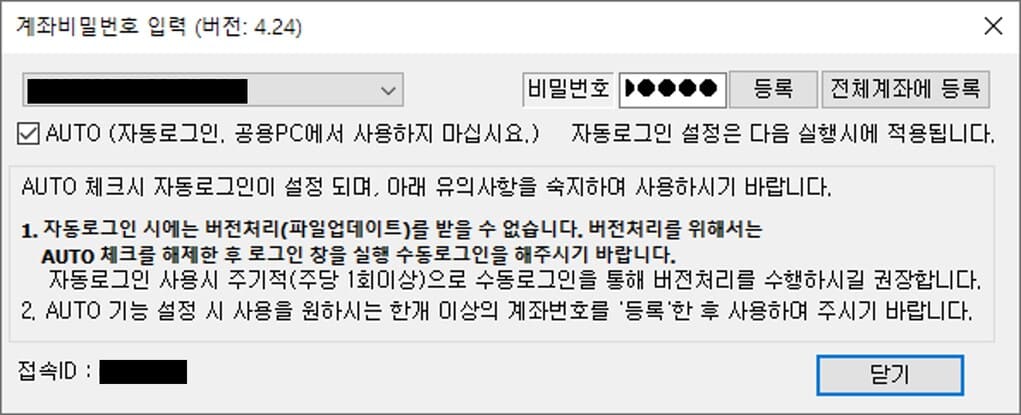 계좌비밀번호 입력 (버전: 4.24)
비밀번호 등록 전체계좌에 등록
AUTO (자동로그인, 공용PC에서 사용하지 마십시요.) 자동로그인 설정은 다음 실행시에 적용됩니다.
AUTO 체크시 자동로그인이 설정 되며, 아래 유의사항을 숙지하여 사용하시기 바랍니다.
1. 자동로그인 시에는 버전처리(파일업데이트)를 받을 수 없습니다. 버전처리를 위해서는
AUTO 체크를 해제한 후 로그인 창을 실행 수동로그인을 해주시기 바랍니다.
자동로그인 사용시 주기적(주당 1회이상)으로 수동로그인을 통해 버전처리를 수행하시길 권장합니다.
2. AUTO 기능 설정 시 사용을 원하시는 한개 이상의 계좌번호를 '등록'한 후 사용하여 주시기 바랍니다.
접속ID : 닫기